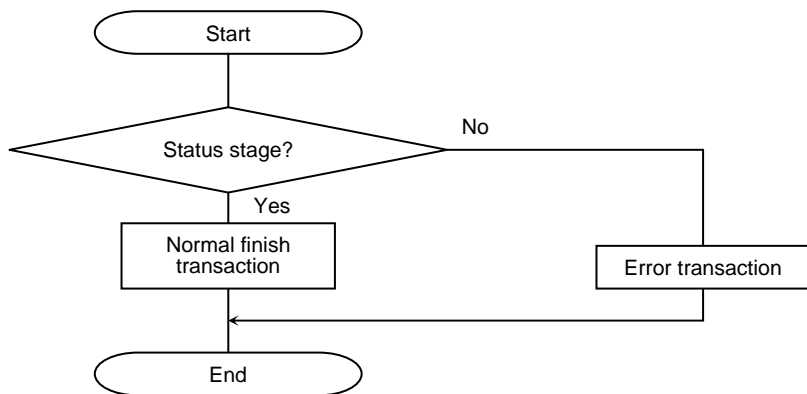 Start
No
Status stage?
Yes
Normal finish
transaction
Error transaction
End